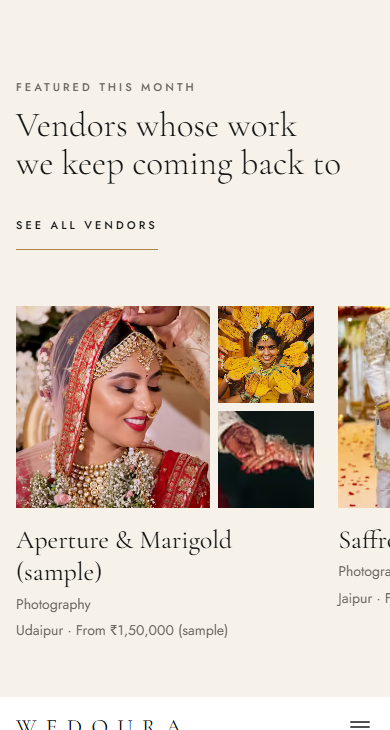 FEATURED THIS MONTH
Vendors whose work
we keep coming back to
SEE ALL VENDORS
Aperture & Marigold
(sample)
Photography
Udaipur · From ₹1,50,000 (sample)
Jaipur ·
WEDOURA